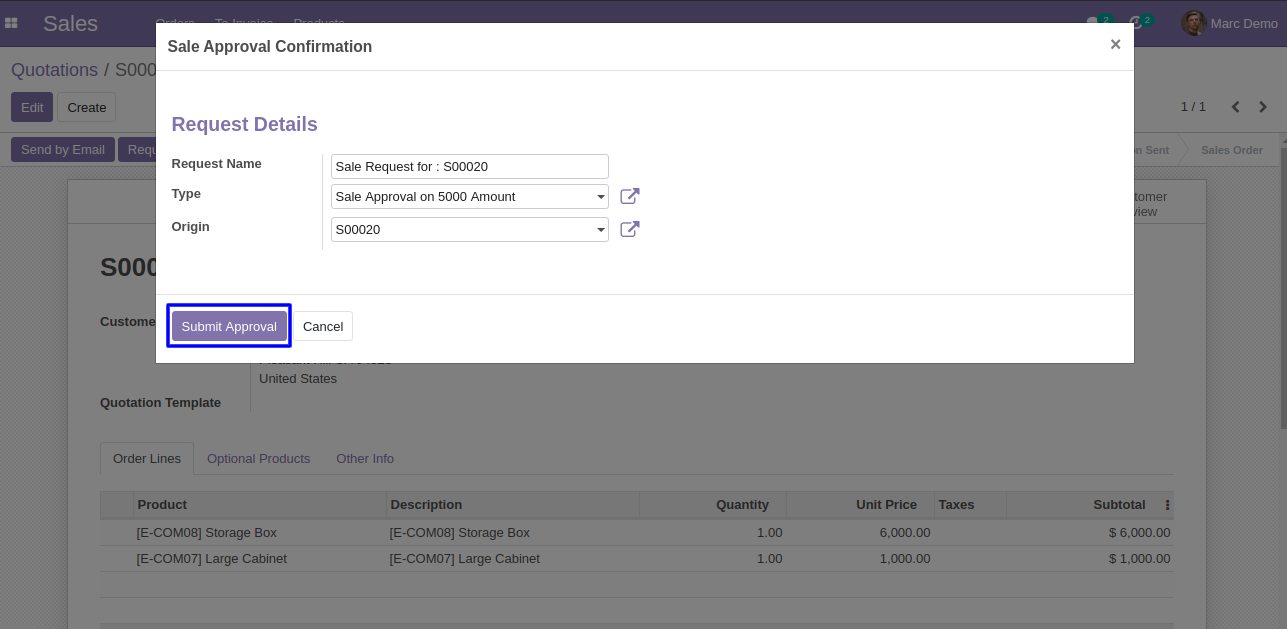 Sales
Orders To Invoice Products
2 2
Marc Demo
Sale Approval Confirmation
×
Quotations / S000
Edit Create
1 / 1
Send by Email Requ
n Sent Sales Order
Request Details
Request Name Sale Request for : S00020
Type Sale Approval on 5000 Amount
Origin S00020
tomer
view
S000
Submit Approval Cancel
Custome
United States
Quotation Template
Order Lines Optional Products Other Info
Product Description Quantity Unit Price Taxes Subtotal
[E-COM08] Storage Box [E-COM08] Storage Box 1.00 6,000.00 $ 6,000.00
[E-COM07] Large Cabinet [E-COM07] Large Cabinet 1.00 1,000.00 $ 1,000.00